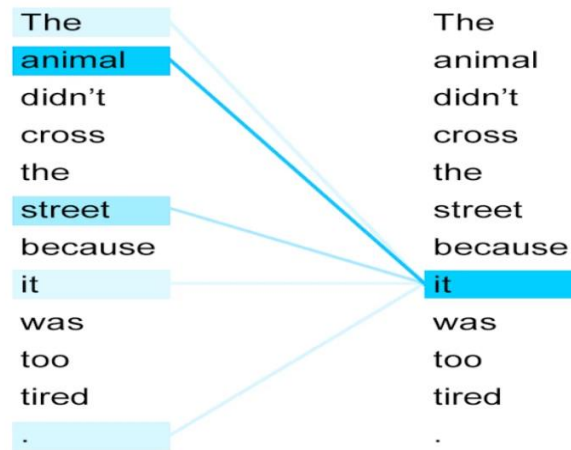 The
animal
didn't
cross
the
street
because
it
was
too
tired
.
The
animal
didn't
cross
the
street
because
it
was
too
tired
.